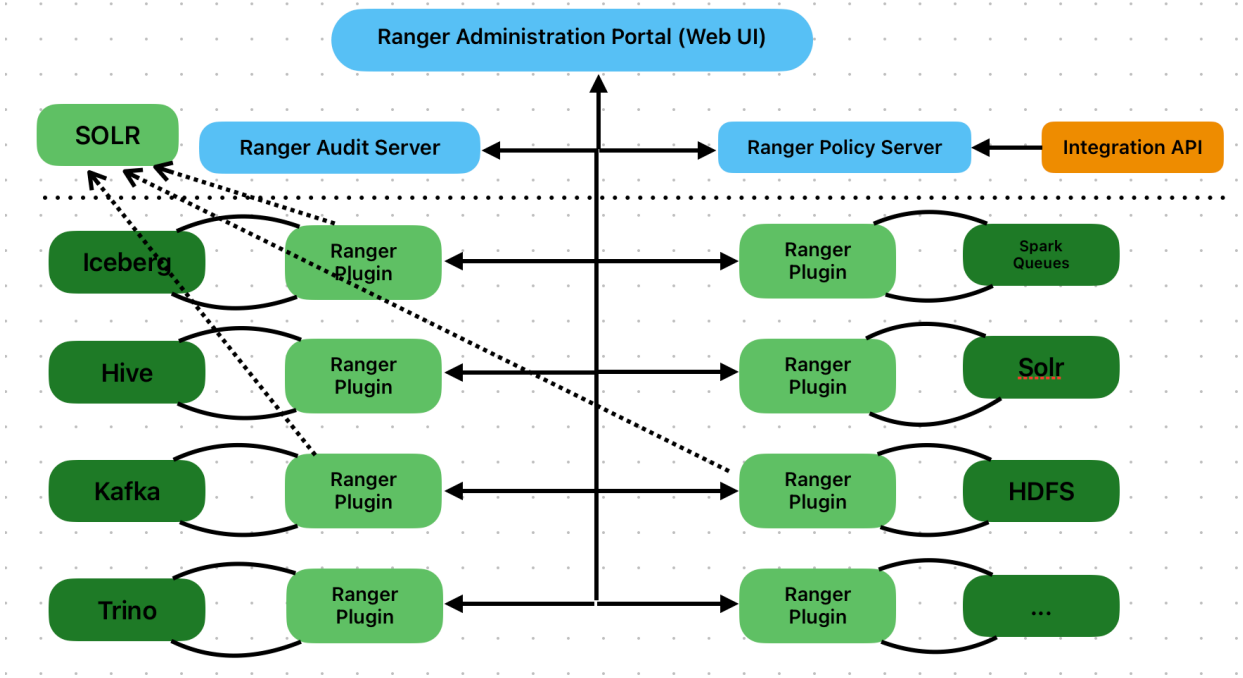 Ranger Administration Portal (Web UI)
SOLR
Ranger Audit Server
Ranger Policy Server
Integration API
Iceberg
Ranger
Plugin
Ranger
Plugin
Spark
Queues
Hive
Ranger
Plugin
Ranger
Plugin
Solr
Kafka
Ranger
Plugin
Ranger
Plugin
HDFS
Trino
Ranger
Plugin
Ranger
Plugin
...